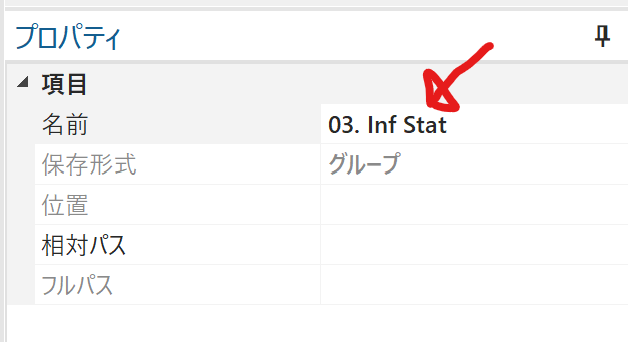 プロパティ
項目
名前 03. Inf Stat
保存形式 グループ
位置
相対パス
フルパス